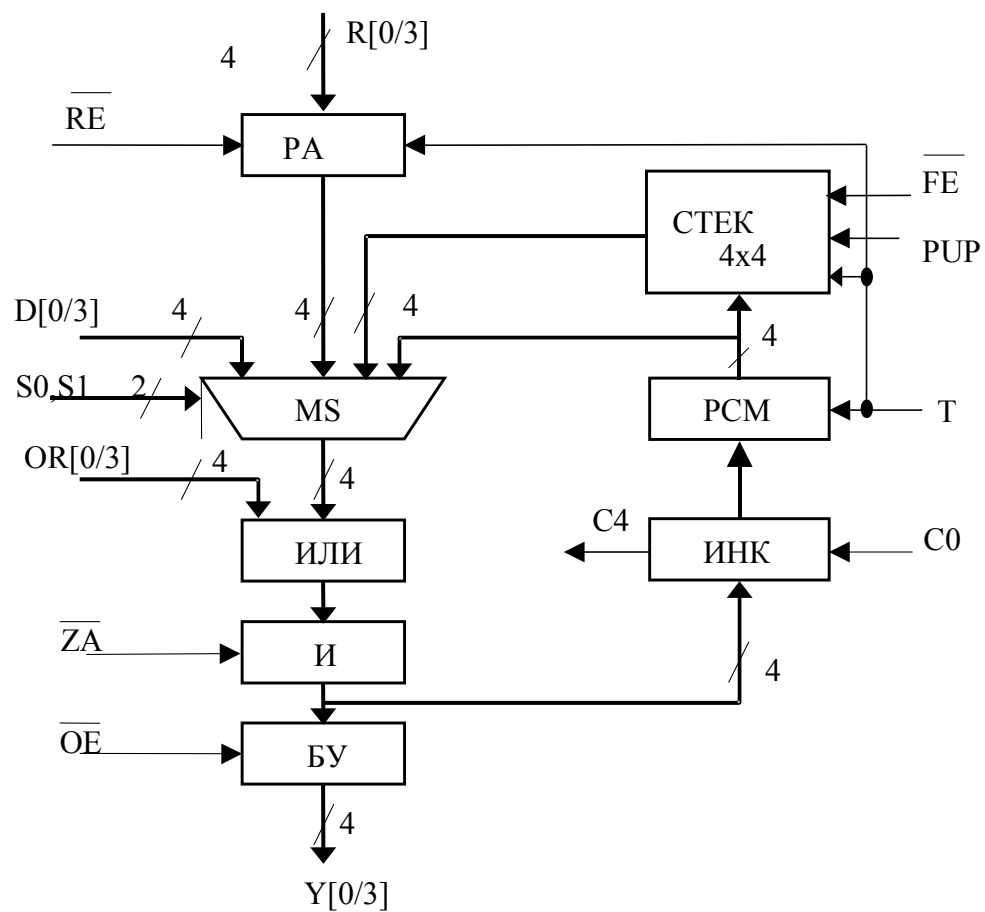 R[0/3]
4
RE
РА
FE
СТЕК
4x4
PUP
D[0/3]
4
4
4
4
4
S0,S1
2
MS
РСМ
T
OR[0/3]
4
4
C4
C0
ИЛИ
ИНК
ZA
И
4
OE
БУ
4
Y[0/3]